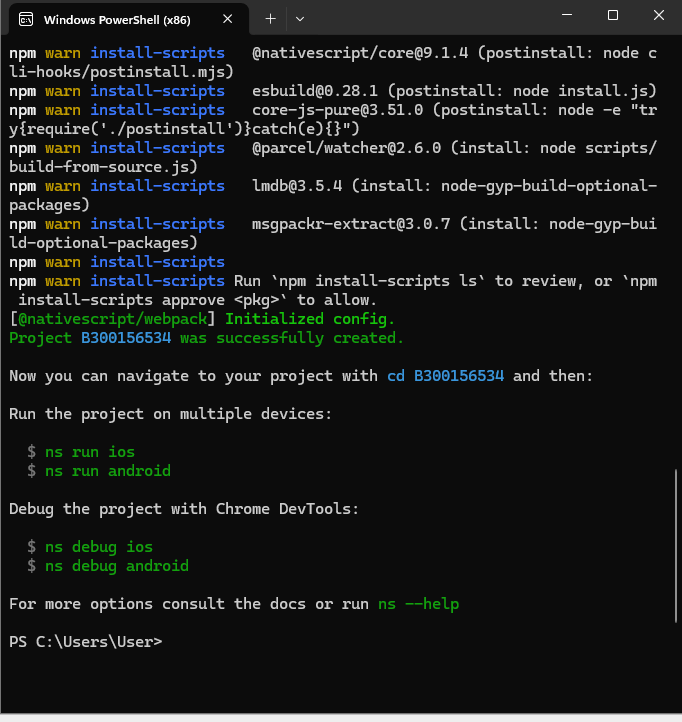 Windows PowerShell (x86)
npm warn install-scripts   @nativescript/core@9.1.4 (postinstall: node c
li-hooks/postinstall.mjs)
npm warn install-scripts   esbuild@0.28.1 (postinstall: node install.js)
npm warn install-scripts   core-js-pure@3.51.0 (postinstall: node -e "tr
y{require('./postinstall')}catch(e){}")
npm warn install-scripts   @parcel/watcher@2.6.0 (install: node scripts/
build-from-source.js)
npm warn install-scripts   lmdb@3.5.4 (install: node-gyp-build-optional-
packages)
npm warn install-scripts   msgpackr-extract@3.0.7 (install: node-gyp-bui
ld-optional-packages)
npm warn install-scripts
npm warn install-scripts Run `npm install-scripts ls` to review, or `npm
 install-scripts approve <pkg>` to allow.
[@nativescript/webpack] Initialized config.
Project B300156534 was successfully created.

Now you can navigate to your project with cd B300156534 and then:

Run the project on multiple devices:

  $ ns run ios
  $ ns run android

Debug the project with Chrome DevTools:

  $ ns debug ios
  $ ns debug android

For more options consult the docs or run ns --help

PS C:\Users\User>